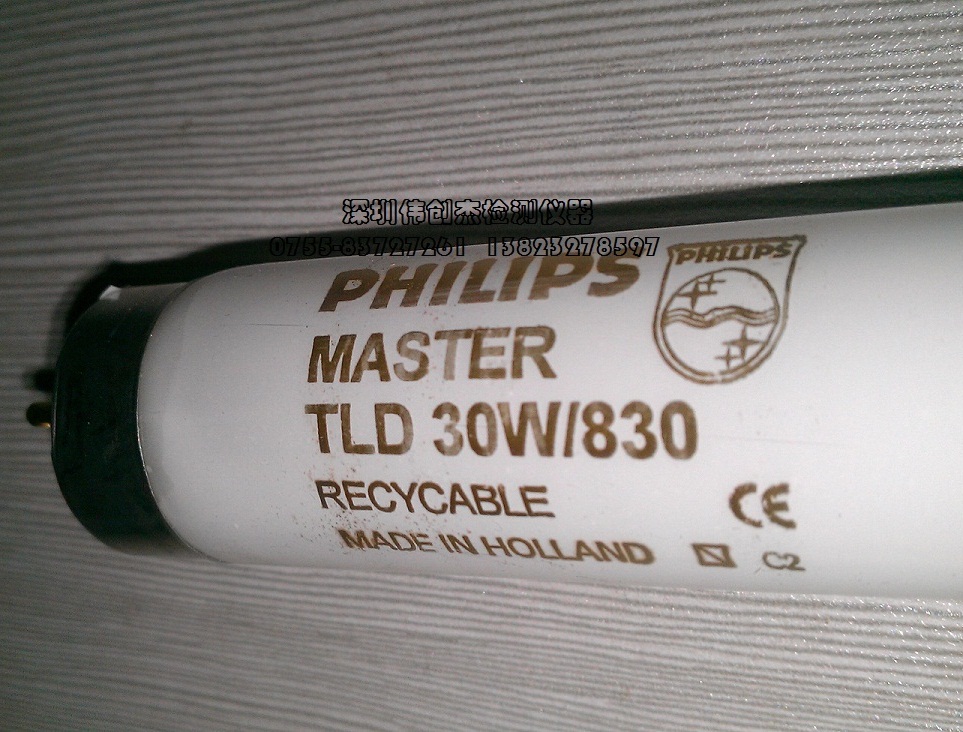 深圳伟创杰检测仪器
0755-83727261 13823278597
PHILIPS
PHILIPS
MASTER
TLD 30W/830
RECYCABLE
CE
MADE IN HOLLAND
C2